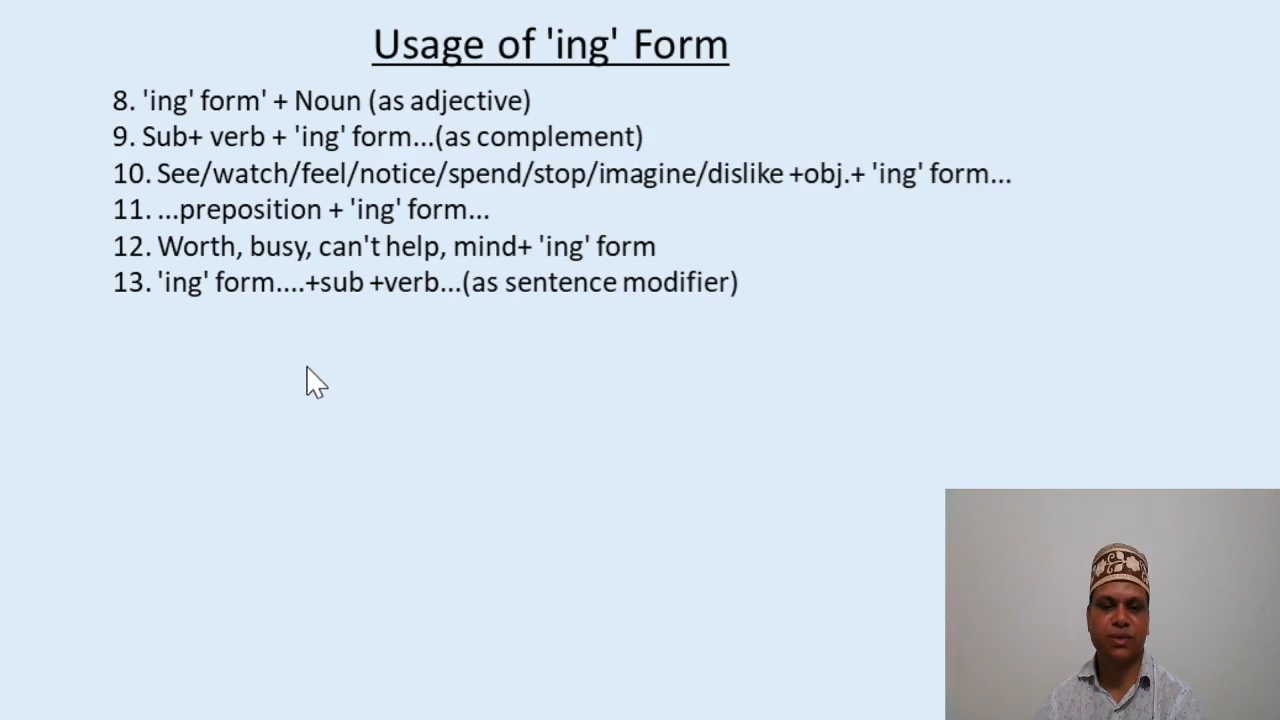 Usage of 'ing' Form
8. 'ing' form' + Noun (as adjective)
9. Sub+ verb + 'ing' form...(as complement)
10. See/watch/feel/notice/spend/stop/imagine/dislike +obj.+ 'ing' form...
11. ...preposition + 'ing' form...
12. Worth, busy, can't help, mind+ 'ing' form
13. 'ing' form....+sub +verb...(as sentence modifier)